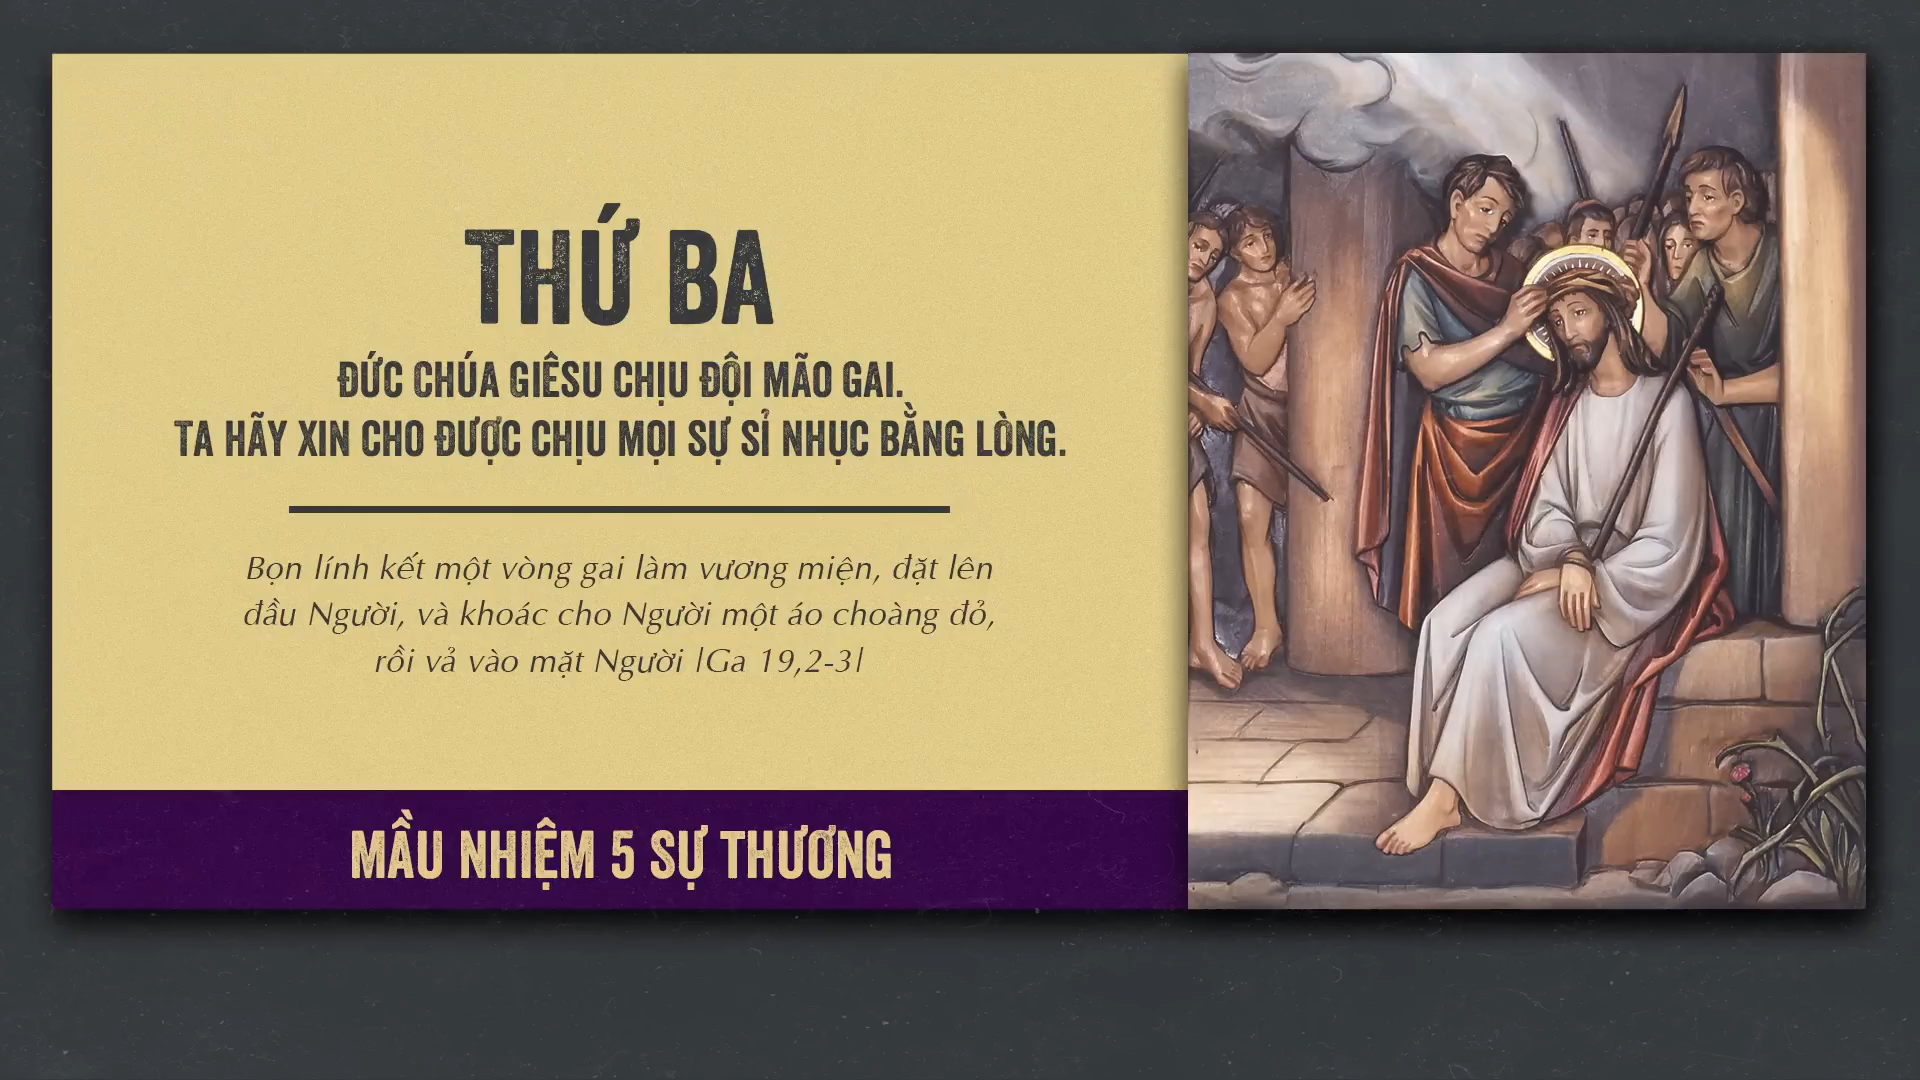 THỨ BA
ĐỨC CHÚA GIÊSU CHỊU ĐỘI MÃO GAI.
TA HÃY XIN CHO ĐƯỢC CHỊU MỌI SỰ SỈ NHỤC BẰNG LÒNG.
Bọn lính kết một vòng gai làm vương miện, đặt lên
đầu Người, và khoác cho Người một áo choàng đỏ,
rồi vả vào mặt Người |Ga 19,2-3|
MẦU NHIỆM 5 SỰ THƯƠNG